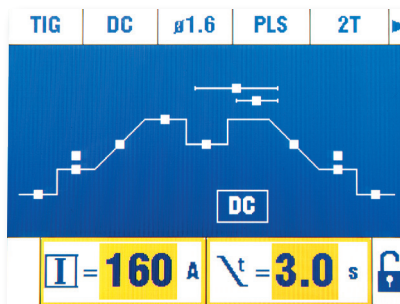 TIG DC ø1.6 PLS 2T
DC
I = 160 A t = 3.0 s